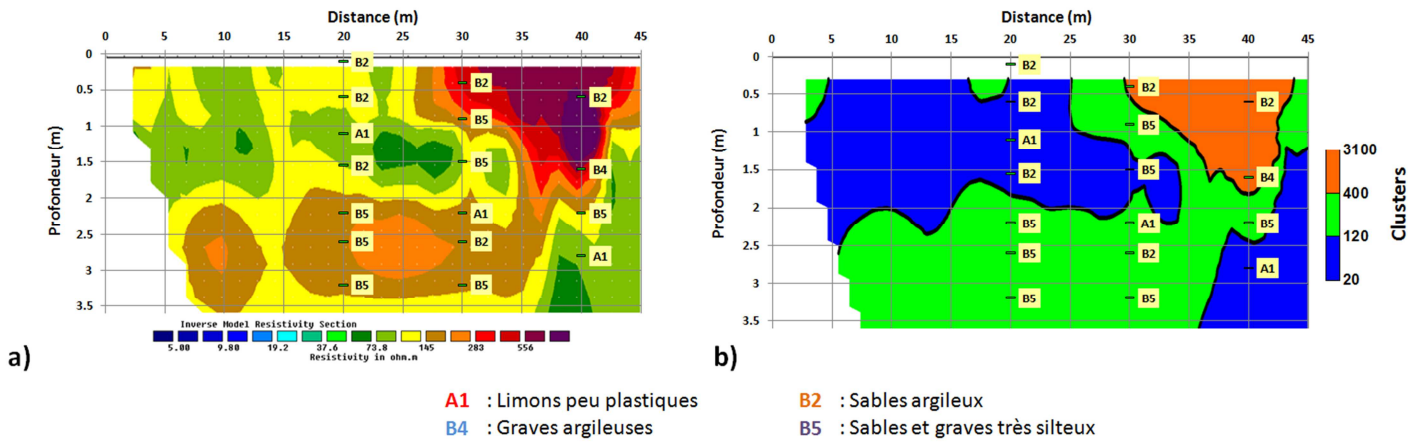 Distance (m)
0 5 10 15 20 25 30 35 40 45
Profondeur (m)
0
0.5
1
1.5
2
2.5
3
3.5
B2
B2
A1
B2
B5
B5
B5
B2
B5
B5
A1
B2
B5
B2
B4
B5
A1
Inverse Model Resistivity Section
5.00 9.80 19.2 37.6 73.8 145 283 556
Resistivity in ohm.m
a)
Distance (m)
0 5 10 15 20 25 30 35 40 45
Profondeur (m)
0
0.5
1
1.5
2
2.5
3
3.5
B2
B2
A1
B2
B5
B5
B5
B2
B5
B5
A1
B2
B5
B2
B4
B5
A1
3100
400
120
20
Clusters
b)
A1 : Limons peu plastiques
B4 : Graves argileuses
B2 : Sables argileux
B5 : Sables et graves très silteux